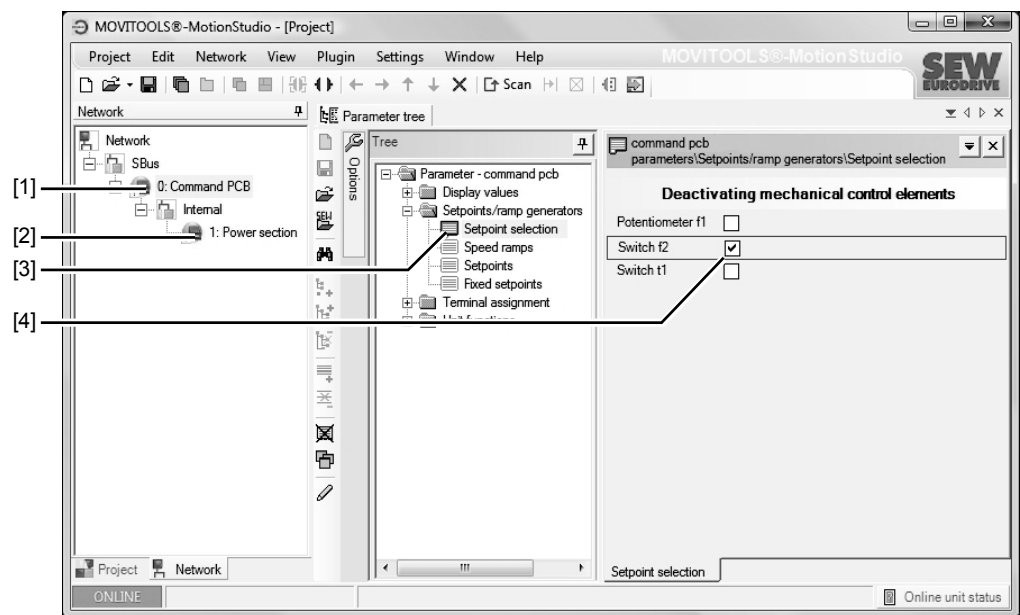 MOVITOOLS®-MotionStudio - [Project]
Project Edit Network View Plugin Settings Window Help
MOVITOOLS®-MotionStudio
SEW
EURODRIVE
Scan
Network
Parameter tree
Network
SBus
[1]
0: Command PCB
Internal
[2]
1: Power section
[3]
[4]
Options
SEW
Tree
Parameter - command pcb
Display values
Setpoints/ramp generators
Setpoint selection
Speed ramps
Setpoints
Fixed setpoints
Terminal assignment
command pcb
parameters\Setpoints/ramp generators\Setpoint selection
Deactivating mechanical control elements
Potentiometer f1
Switch f2
Switch t1
Project Network
Setpoint selection
ONLINE
Online unit status